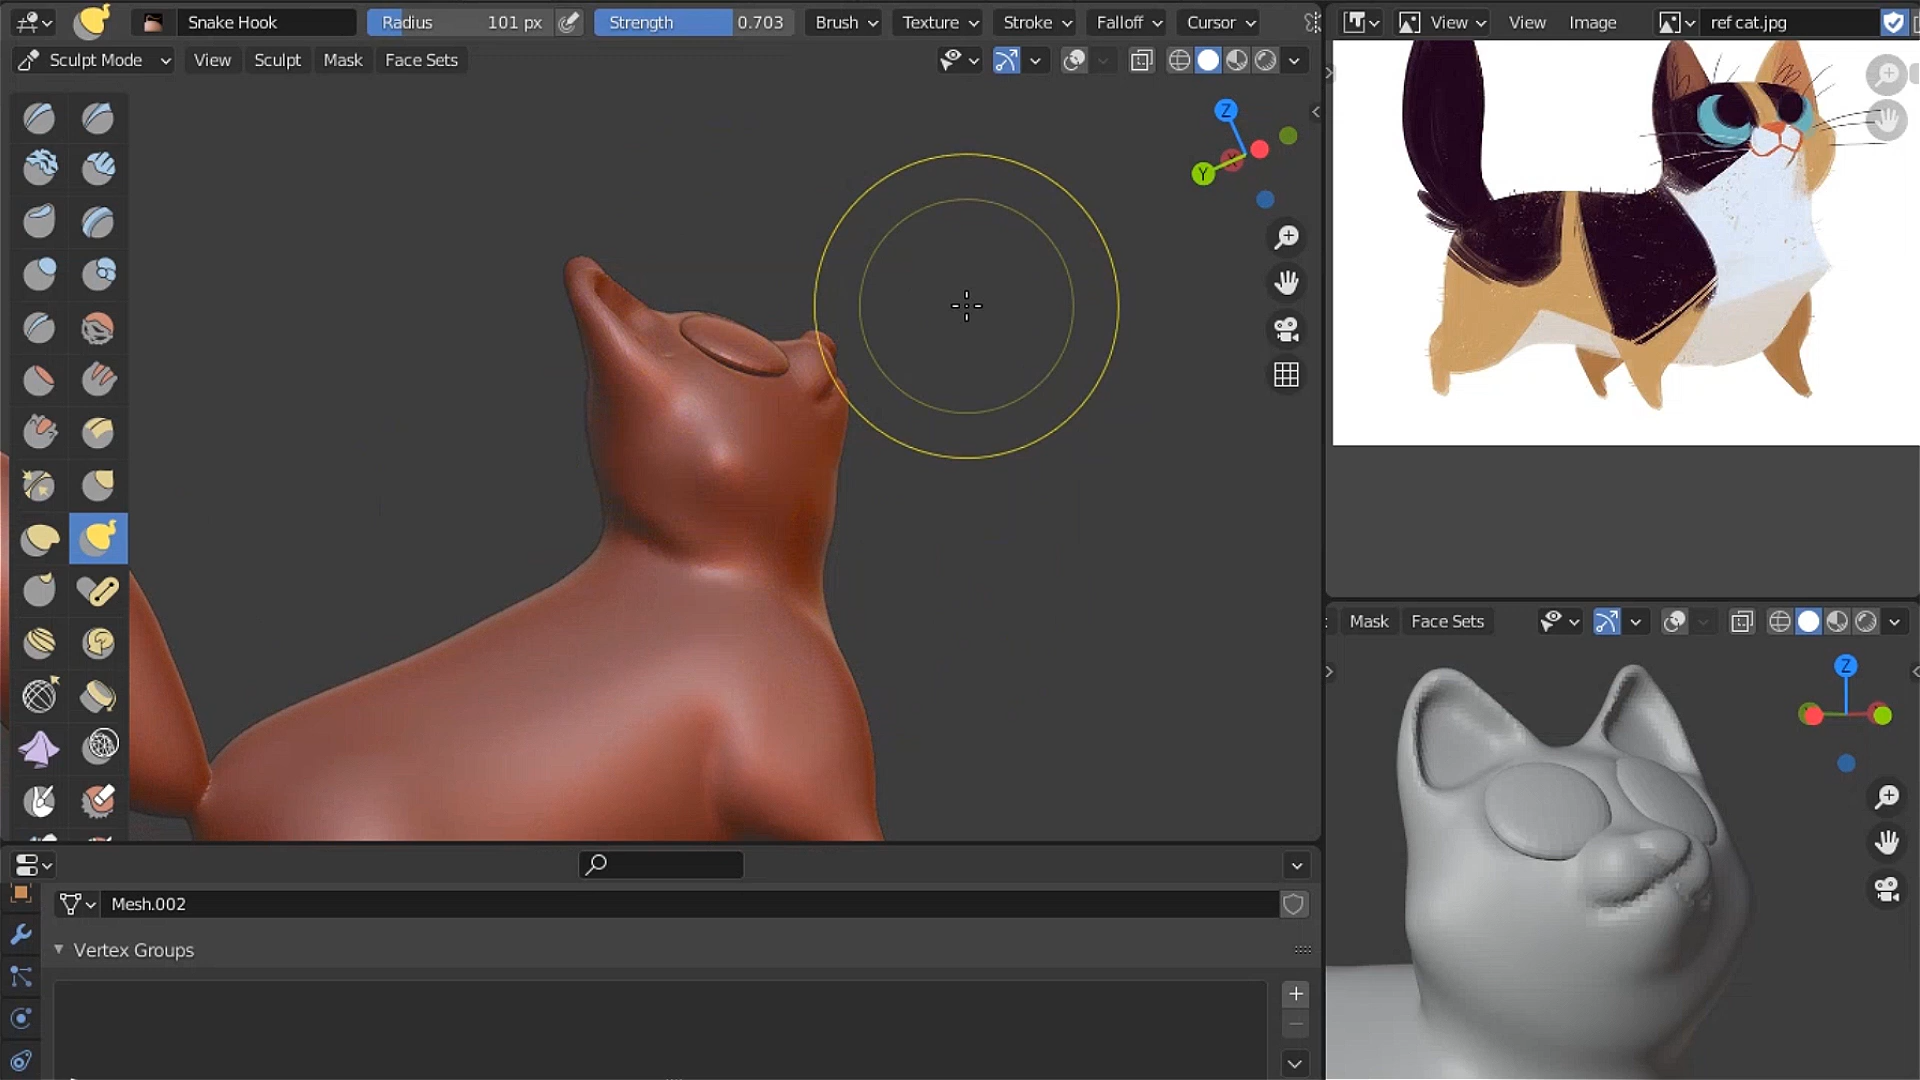 Snake Hook Radius 101 px Strength 0.703 Brush Texture Stroke Falloff Cursor
Sculpt Mode View Sculpt Mask Face Sets
Z
Y
X
View View Image ref cat.jpg
Mask Face Sets
Z
Mesh.002
Vertex Groups